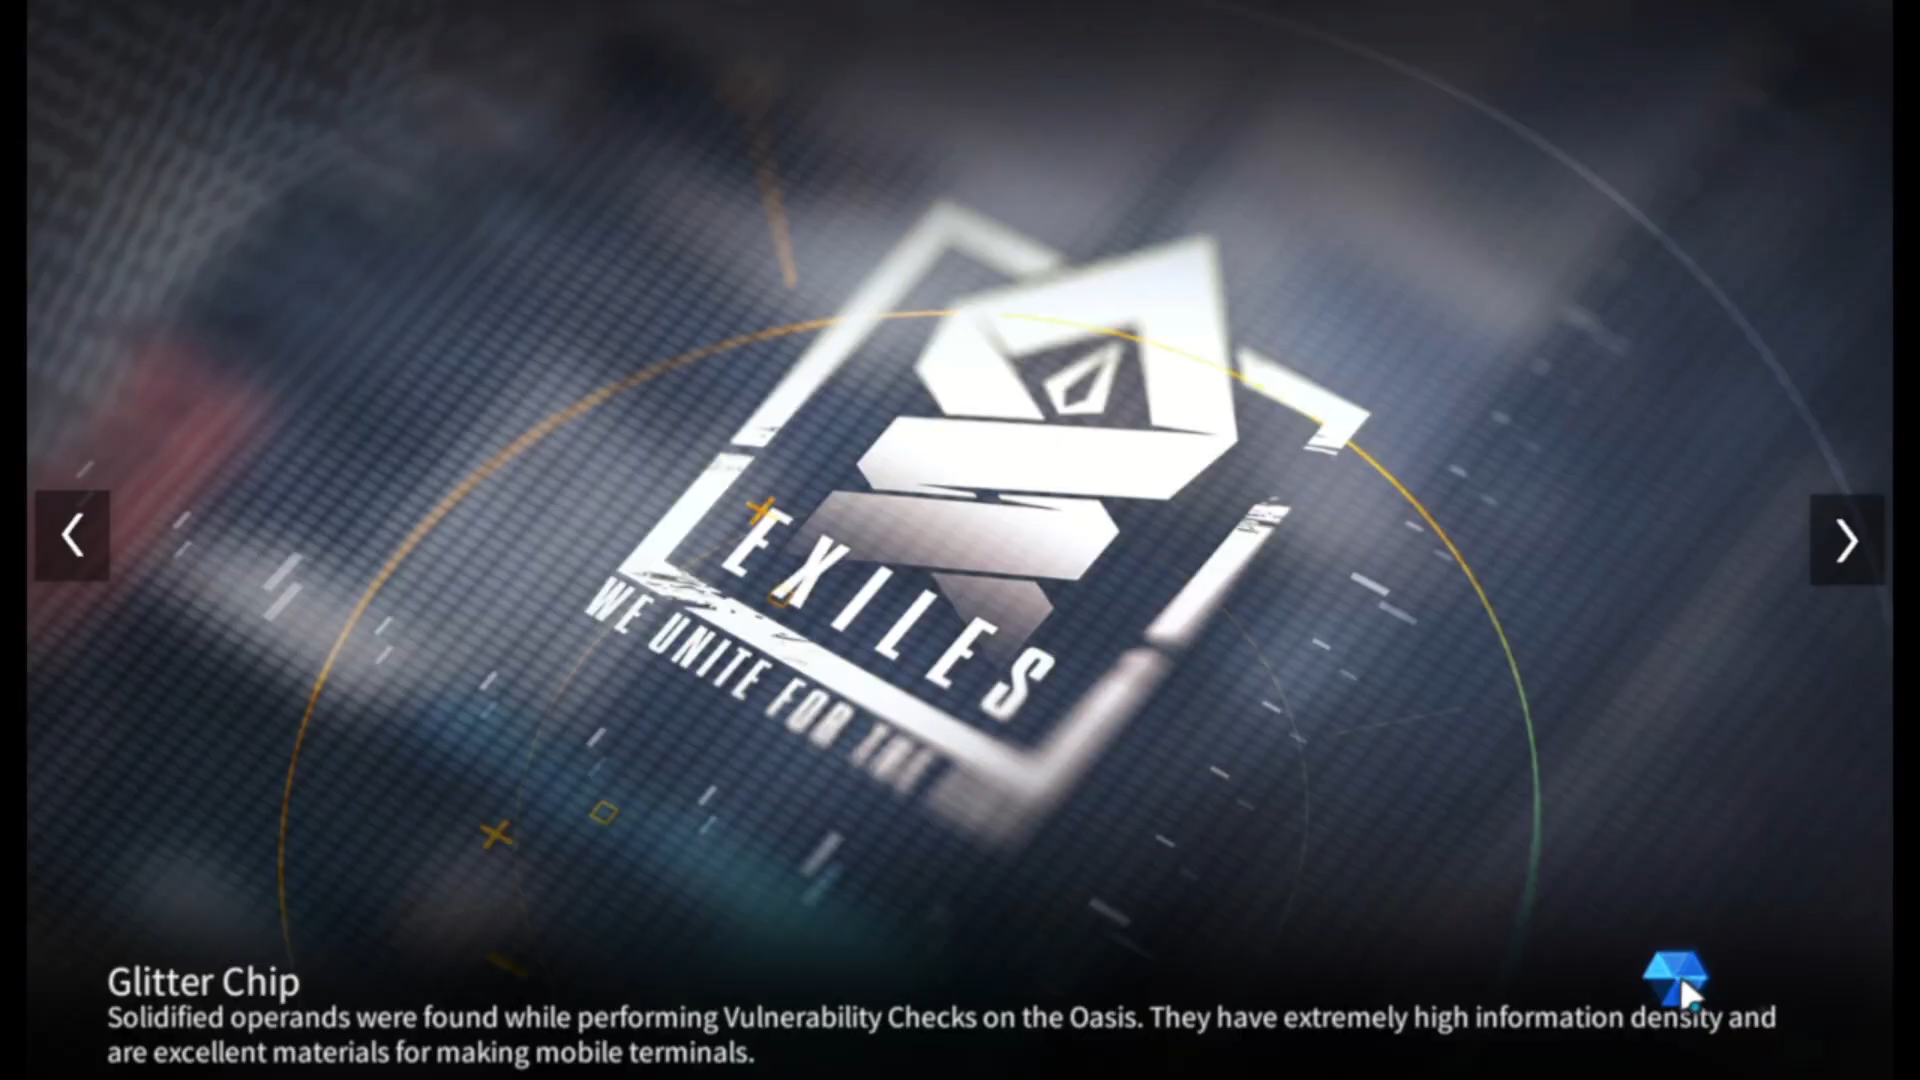 EXILES
WE UNITE FOR THE
Glitter Chip
Solidified operands were found while performing Vulnerability Checks on the Oasis. They have extremely high information density and
are excellent materials for making mobile terminals.